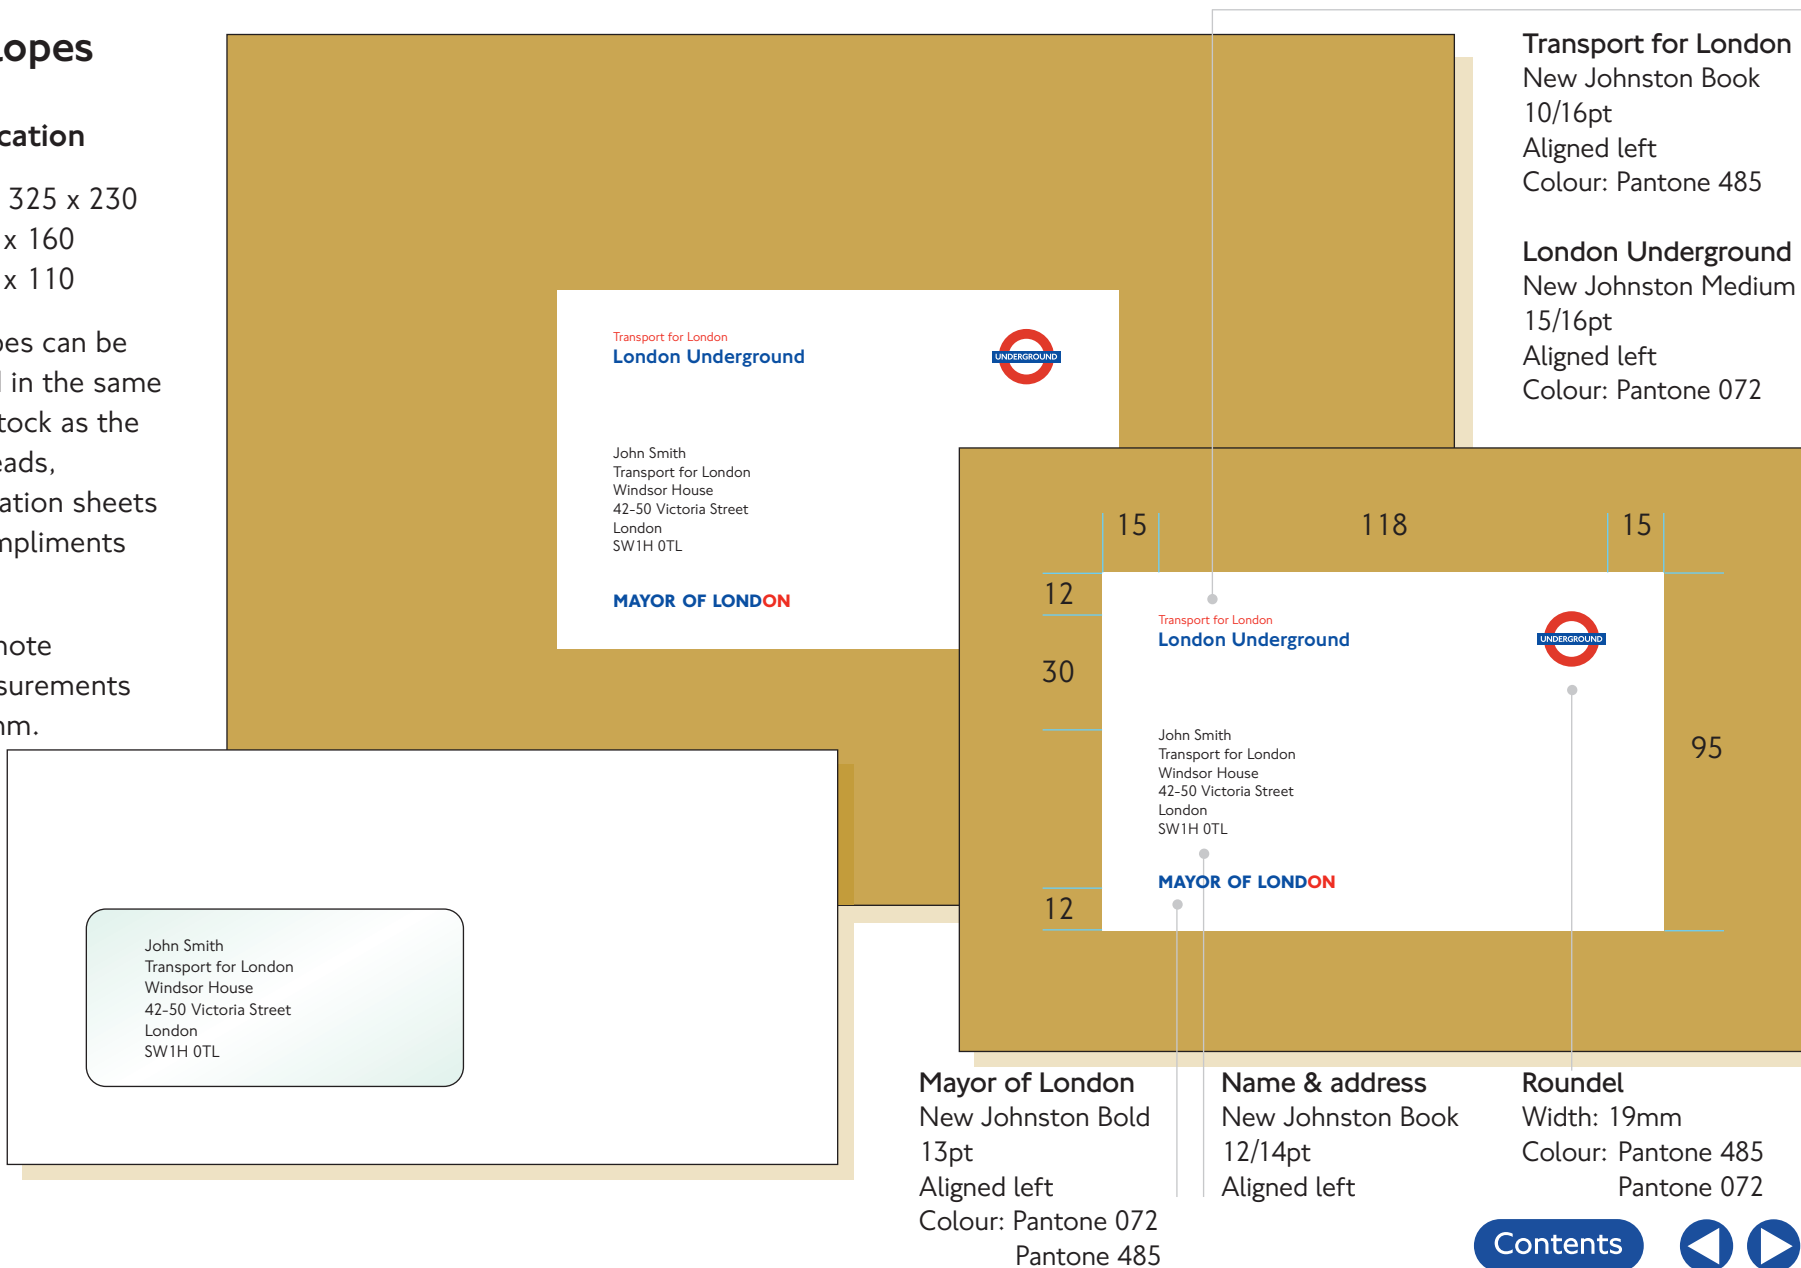 lopes
cation
325 x 230
x 160
x 110
pes can be
d in the same
stock as the
eads,
ation sheets
mpliments
note
surements
mm.
Transport for London
London Underground
UNDERGROUND
John Smith
Transport for London
Windsor House
42-50 Victoria Street
London
SW1H 0TL
MAYOR OF LONDON
Transport for London
New Johnston Book
10/16pt
Aligned left
Colour: Pantone 485
London Underground
New Johnston Medium
15/16pt
Aligned left
Colour: Pantone 072
15
118
15
12
30
12
95
Transport for London
London Underground
UNDERGROUND
John Smith
Transport for London
Windsor House
42-50 Victoria Street
London
SW1H 0TL
MAYOR OF LONDON
John Smith
Transport for London
Windsor House
42-50 Victoria Street
London
SW1H 0TL
Mayor of London
New Johnston Bold
13pt
Aligned left
Colour: Pantone 072
Pantone 485
Name & address
New Johnston Book
12/14pt
Aligned left
Roundel
Width: 19mm
Colour: Pantone 485
Pantone 072
Contents